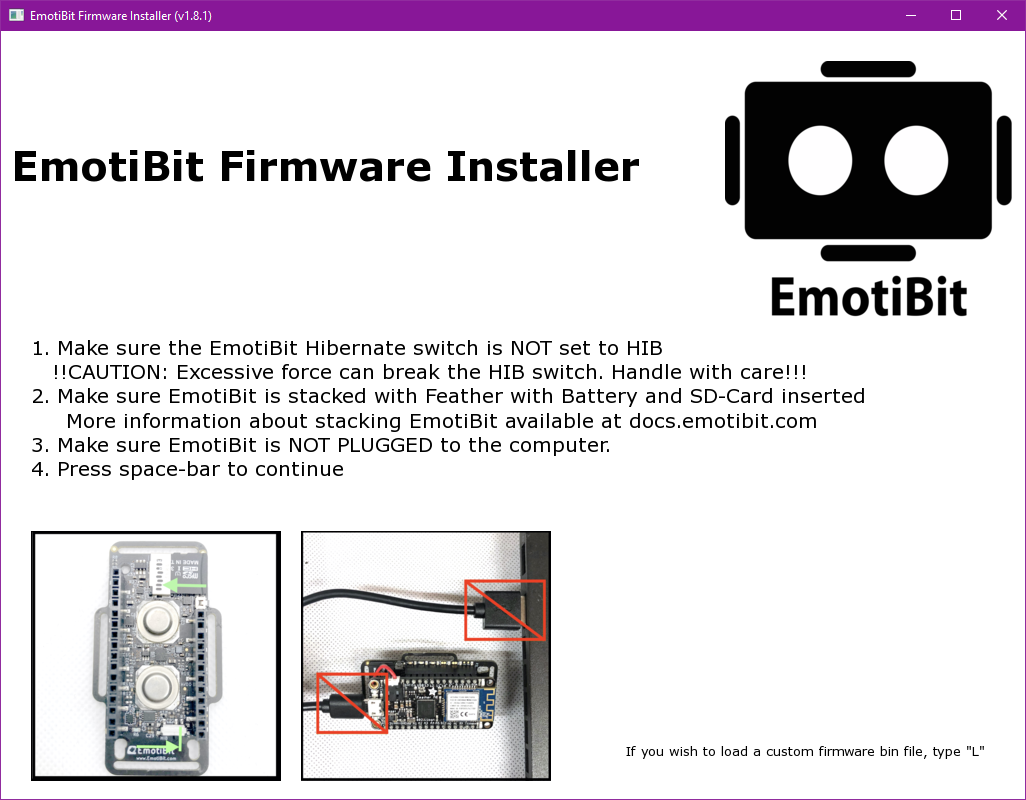 EmotiBit Firmware Installer (v1.8.1)
EmotiBit Firmware Installer
EmotiBit
1. Make sure the EmotiBit Hibernate switch is NOT set to HIB
!!CAUTION: Excessive force can break the HIB switch. Handle with care!!!
2. Make sure EmotiBit is stacked with Feather with Battery and SD-Card inserted
More information about stacking EmotiBit available at docs.emotibit.com
3. Make sure EmotiBit is NOT PLUGGED to the computer.
4. Press space-bar to continue
EmotiBit
www.EmotiBit.com
If you wish to load a custom firmware bin file, type "L"